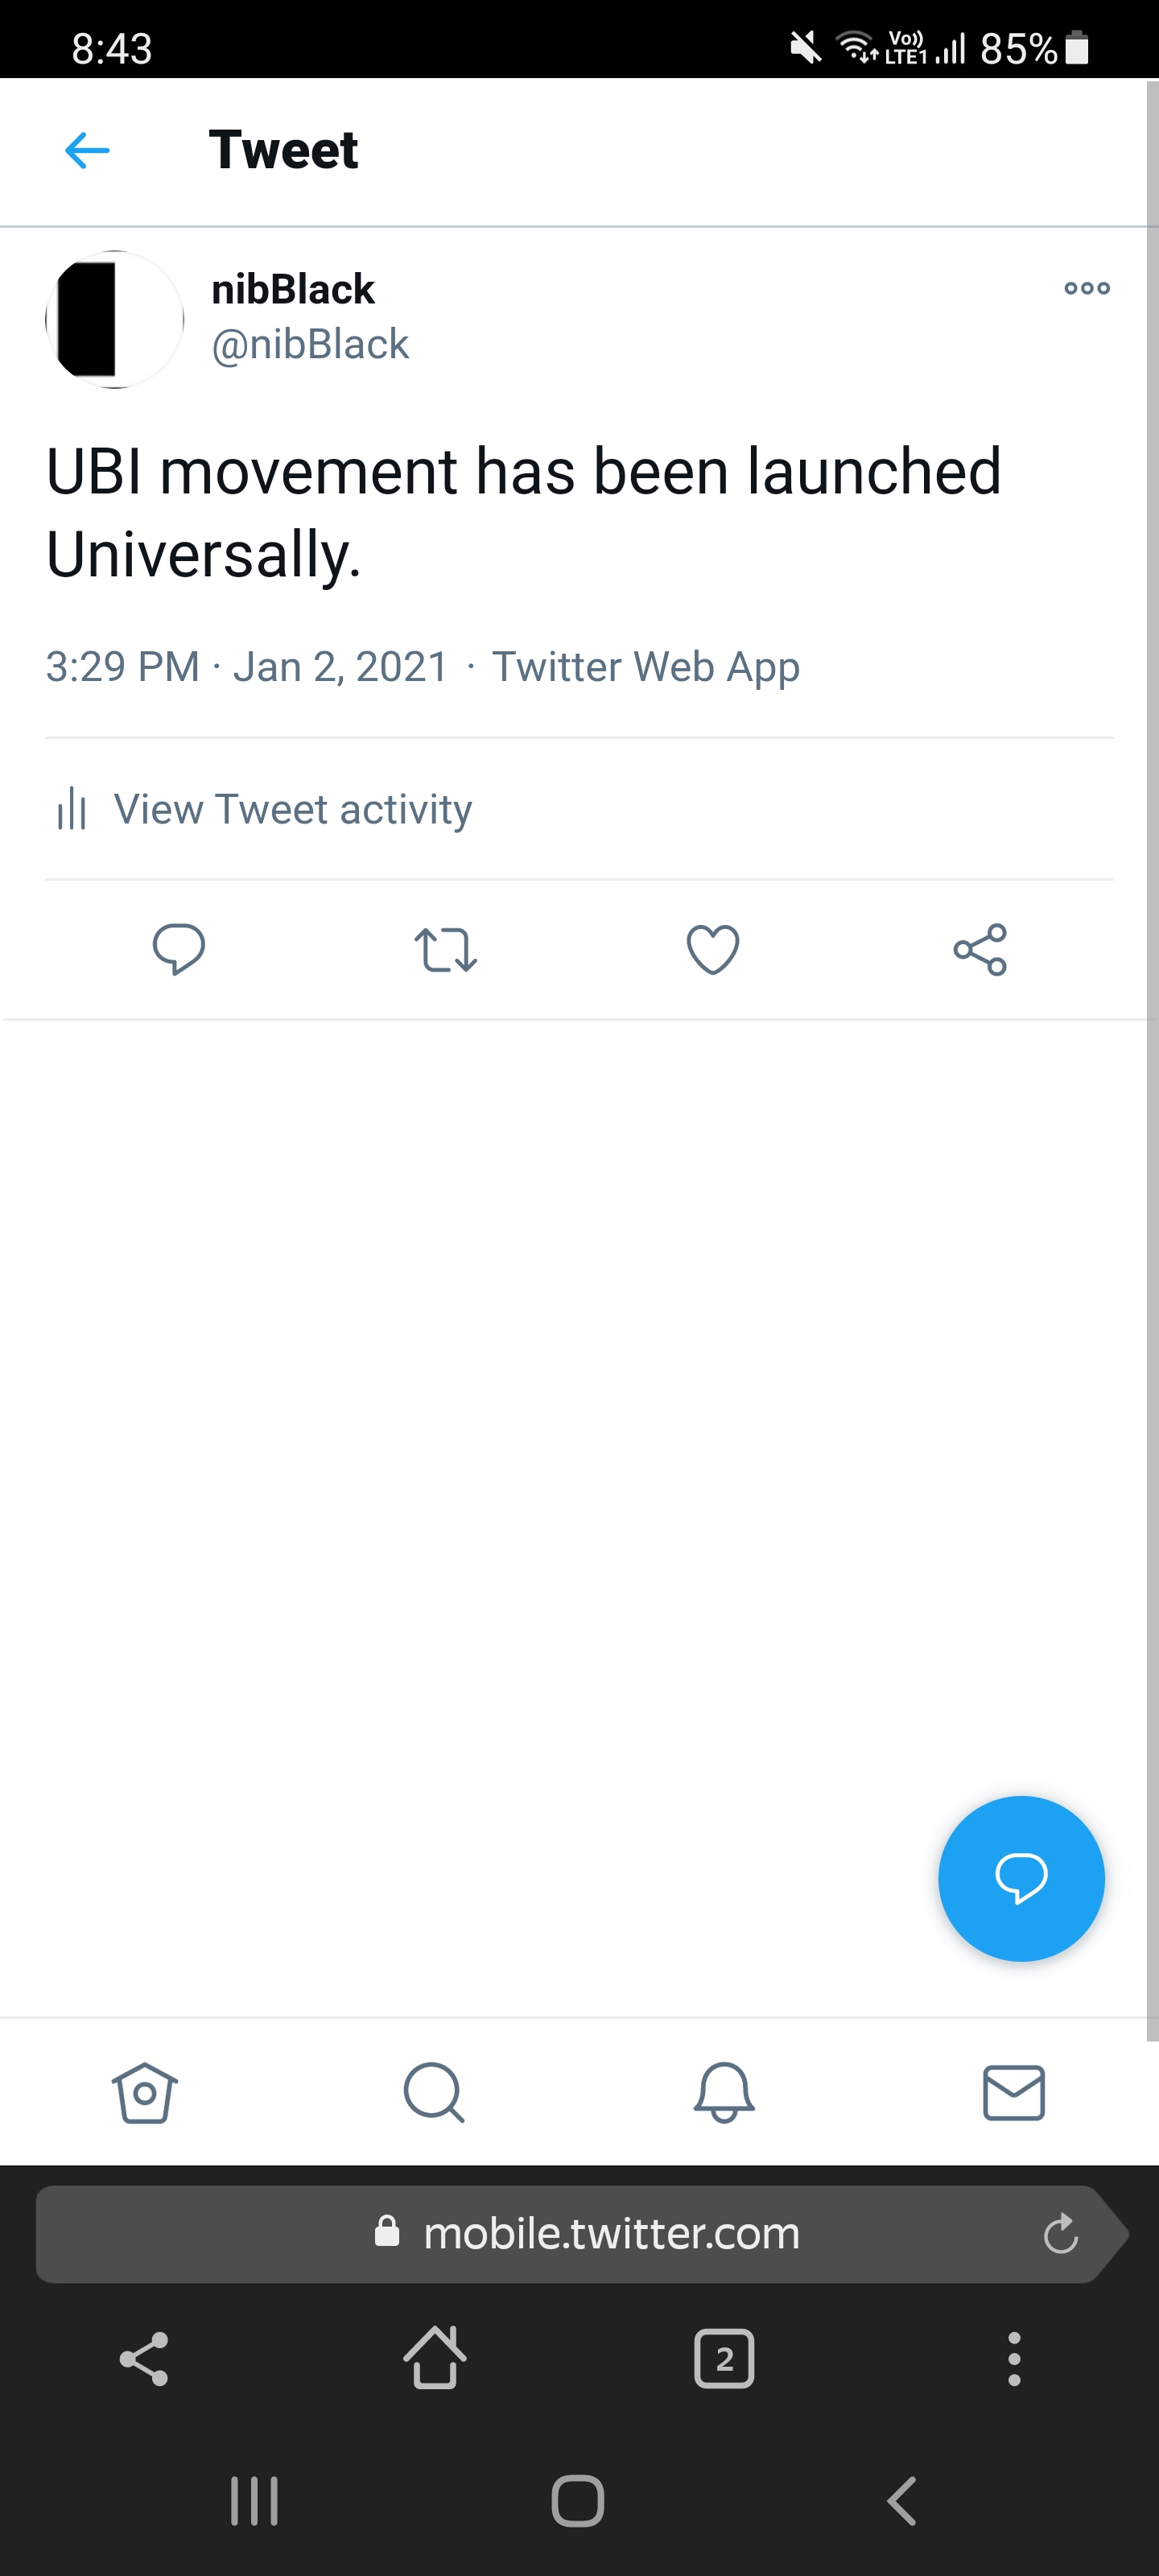 8:43
Vo)) LTE1 85%
Tweet
nibBlack
@nibBlack
UBI movement has been launched
Universally.
3:29 PM · Jan 2, 2021 · Twitter Web App
View Tweet activity
mobile.twitter.com
2